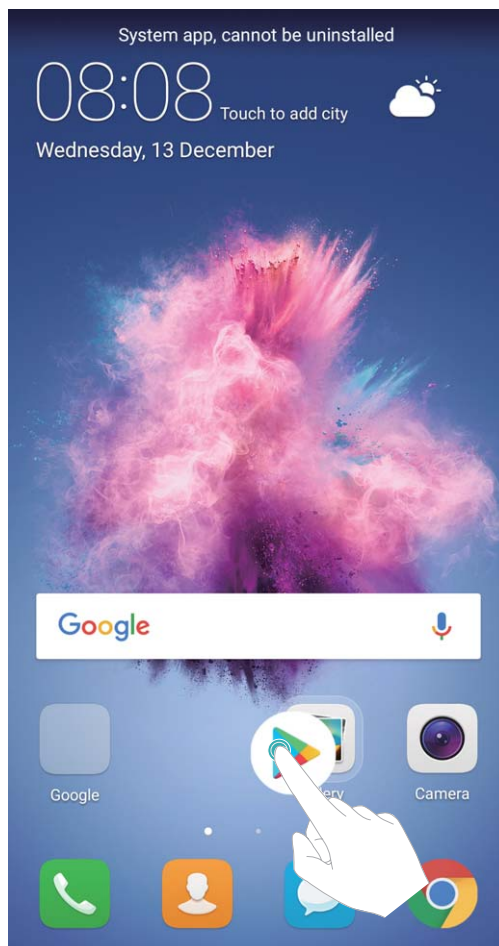 System app, cannot be uninstalled
08:08 Touch to add city
Wednesday, 13 December
Google
Google
Camera